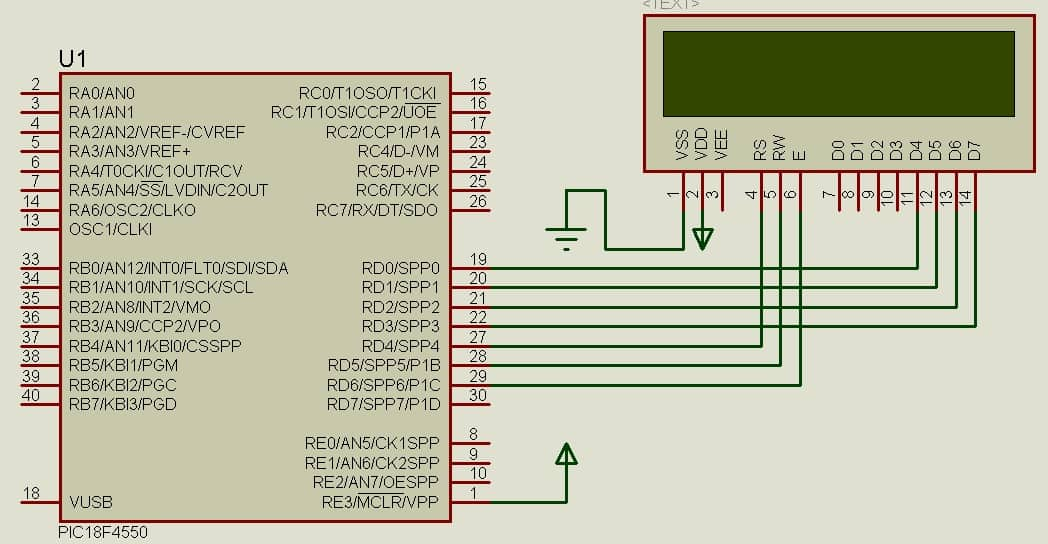 <TEXT>
U1
2 RA0/AN0
3 RA1/AN1
4 RA2/AN2/VREF-/CVREF
5 RA3/AN3/VREF+
6 RA4/T0CKI/C1OUT/RCV
7 RA5/AN4/SS/LVDIN/C2OUT
14 RA6/OSC2/CLKO
13 OSC1/CLKI
33 RB0/AN12/INT0/FLT0/SDI/SDA
34 RB1/AN10/INT1/SCK/SCL
35 RB2/AN8/INT2/VMO
36 RB3/AN9/CCP2/VPO
37 RB4/AN11/KBI0/CSSPP
38 RB5/KBI1/PGM
39 RB6/KBI2/PGC
40 RB7/KBI3/PGD
18 VUSB
RC0/T1OSO/T1CKI 15
RC1/T1OSI/CCP2/UOE 16
RC2/CCP1/P1A 17
RC4/D-/VM 23
RC5/D+/VP 24
RC6/TX/CK 25
RC7/RX/DT/SDO 26
RD0/SPP0 19
RD1/SPP1 20
RD2/SPP2 21
RD3/SPP3 22
RD4/SPP4 27
RD5/SPP5/P1B 28
RD6/SPP6/P1C 29
RD7/SPP7/P1D 30
RE0/AN5/CK1SPP 8
RE1/AN6/CK2SPP 9
RE2/AN7/OESPP 10
RE3/MCLR/VPP 1
PIC18F4550
VSS 1
VDD 2
VEE 3
RS 4
RW 5
E 6
D0 7
D1 8
D2 9
D3 10
D4 11
D5 12
D6 13
D7 14